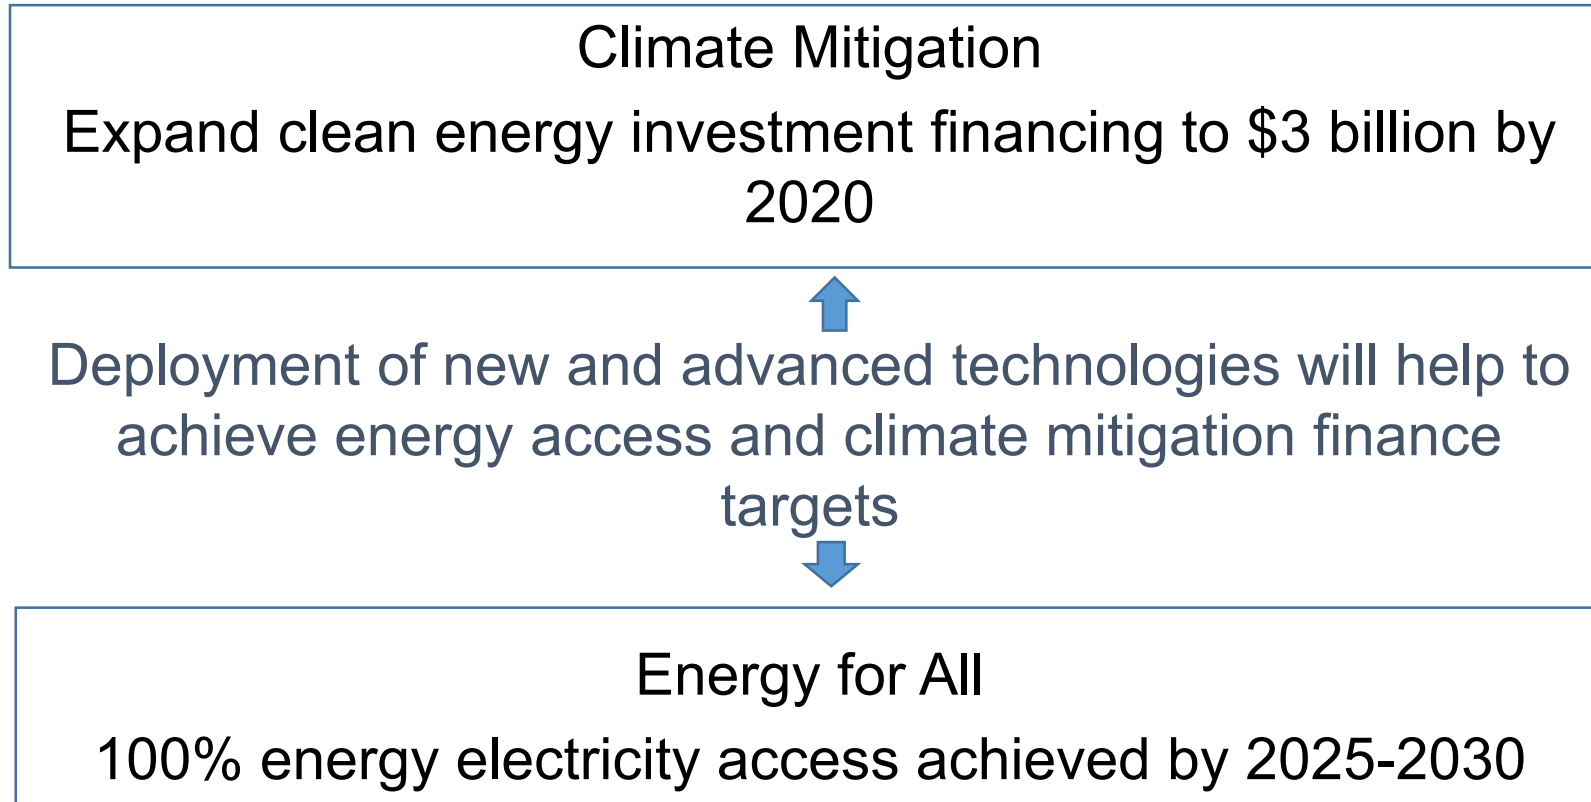 Climate Mitigation
Expand clean energy investment financing to $3 billion by
2020
Deployment of new and advanced technologies will help to
achieve energy access and climate mitigation finance
targets
Energy for All
100% energy electricity access achieved by 2025-2030